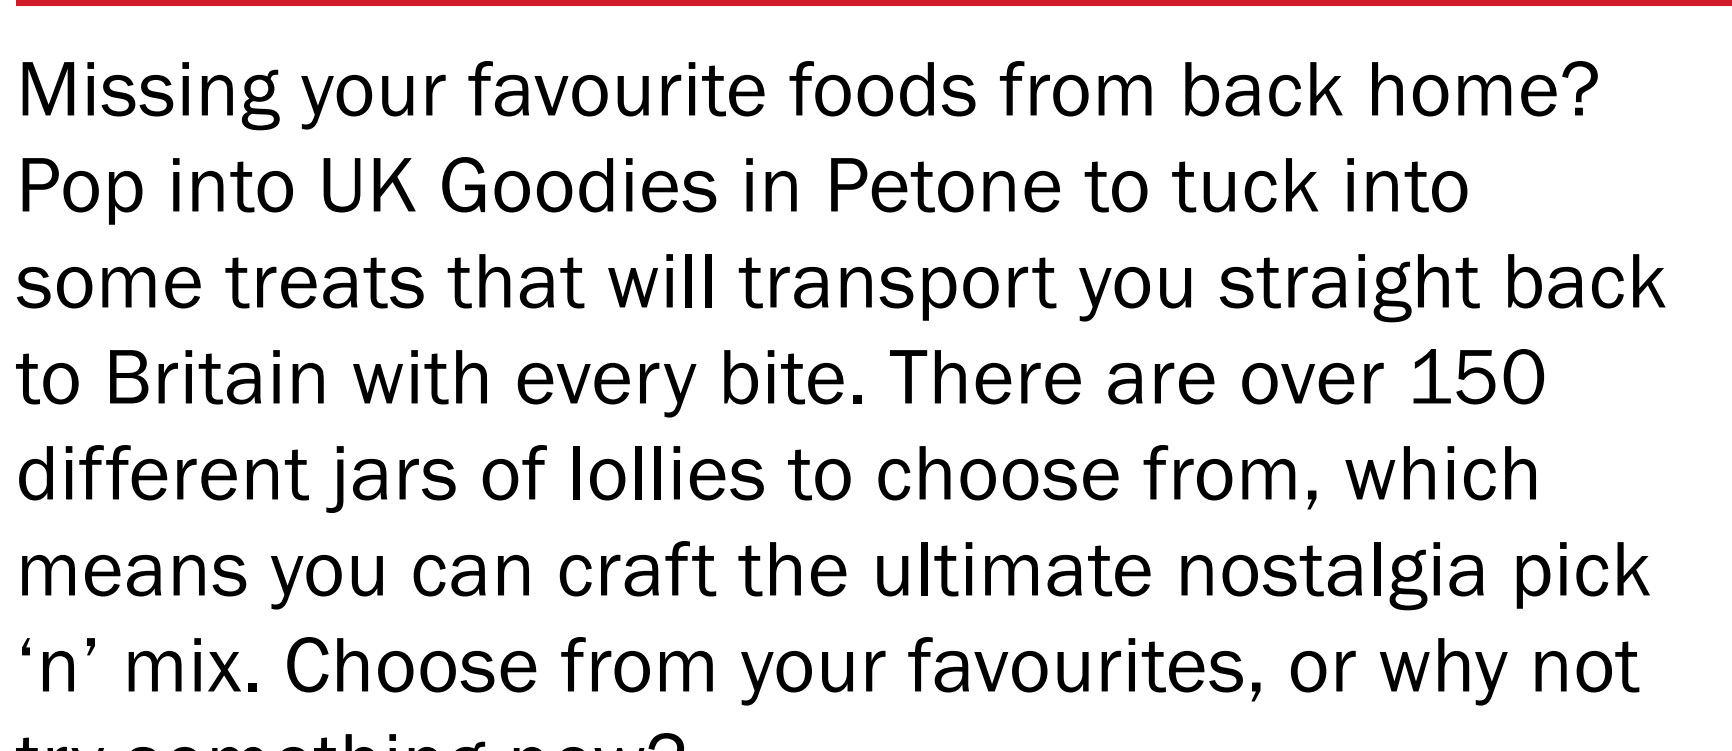 Missing your favourite foods from back home?
Pop into UK Goodies in Petone to tuck into
some treats that will transport you straight back
to Britain with every bite. There are over 150
different jars of lollies to choose from, which
means you can craft the ultimate nostalgia pick
‘n’ mix. Choose from your favourites, or why not
try something new?